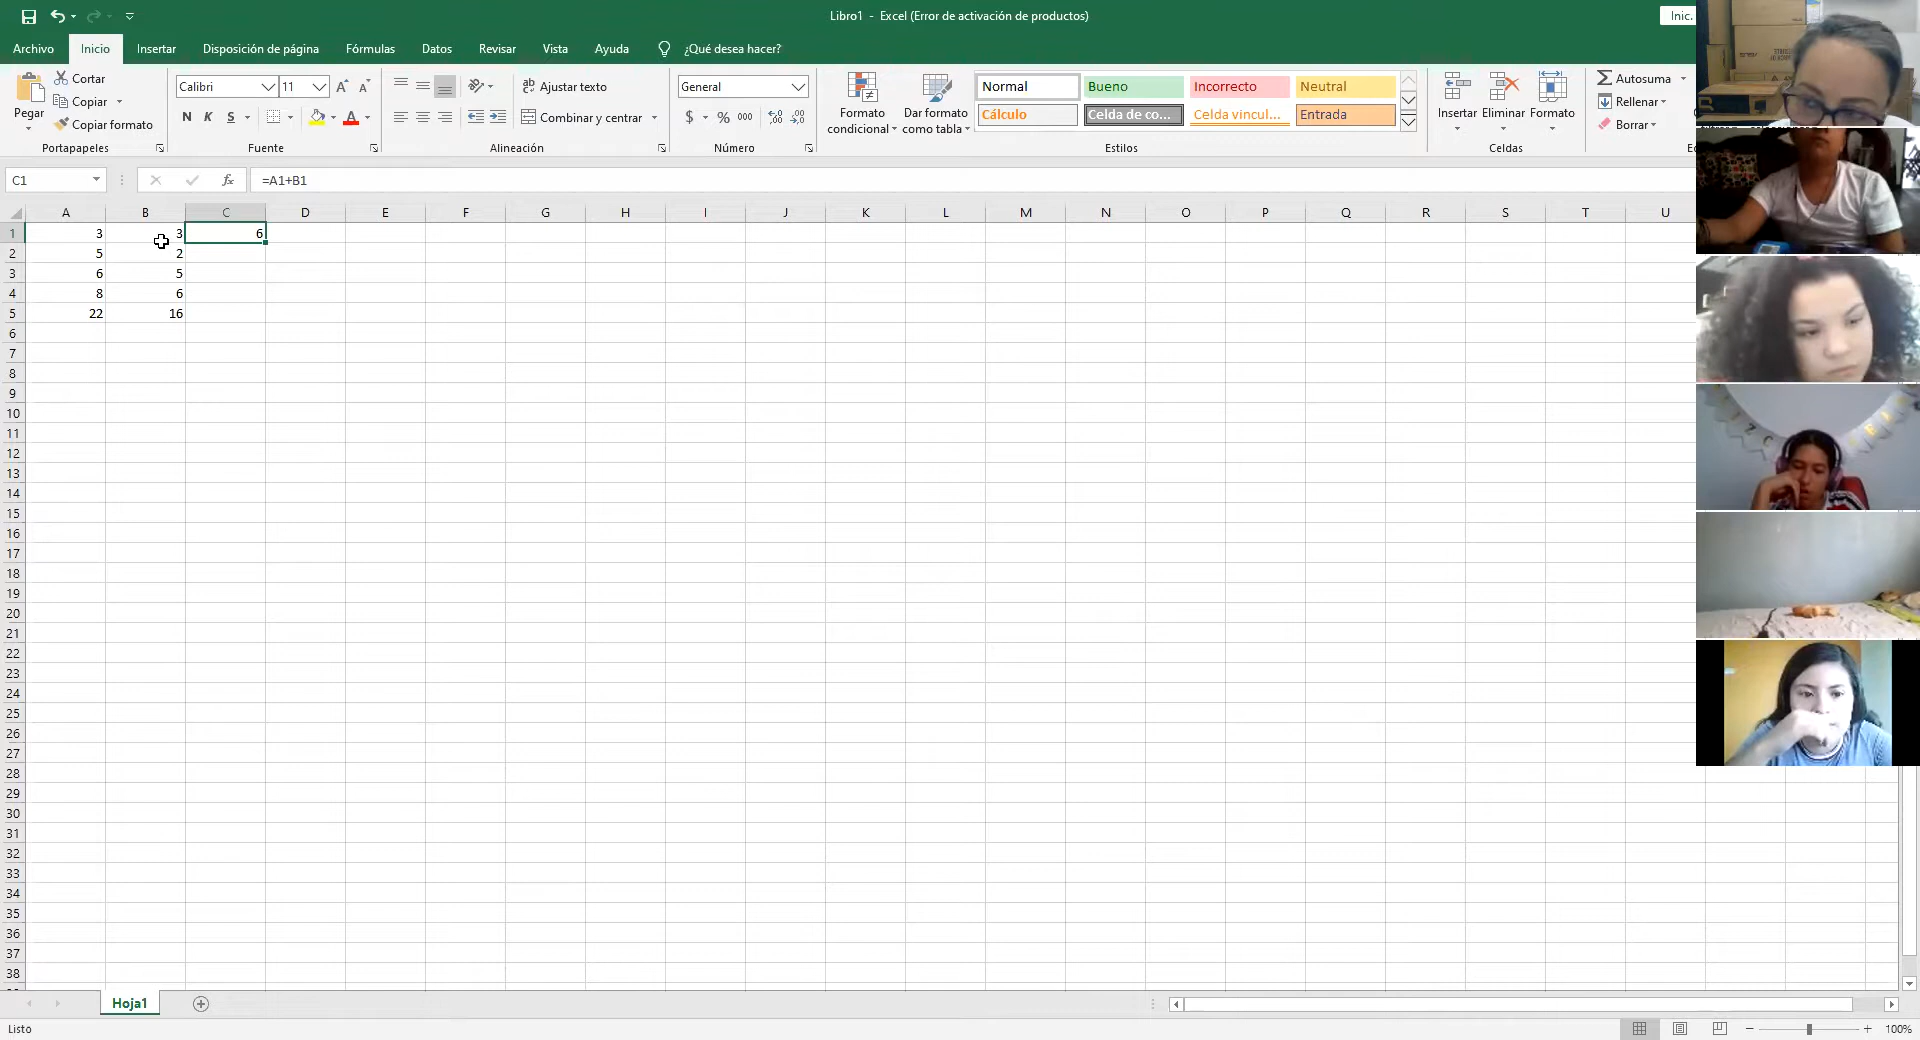 Libro1 - Excel (Error de activación de productos)
Inic.
Archivo Inicio Insertar Disposición de página Fórmulas Datos Revisar Vista Ayuda ¿Qué desea hacer?
Pegar
Cortar
Copiar
Copiar formato
Portapapeles
Calibri 11
N K S
Fuente
Ajustar texto
Combinar y centrar
Alineación
General
$ % 000
Número
Formato condicional
Dar formato como tabla
Normal Bueno Incorrecto Neutral
Cálculo Celda de co... Celda vincul... Entrada
Estilos
Insertar Eliminar Formato
Celdas
Autosuma
Rellenar
Borrar
C1 fx =A1+B1
A B C D E F G H I J K L M N O P Q R S T U
1 3 3 6
2 5 2
3 6 5
4 8 6
5 22 16
6
7
8
9
10
11
12
13
14
15
16
17
18
19
20
21
22
23
24
25
26
27
28
29
30
31
32
33
34
35
36
37
38
Hoja1
Listo
100%